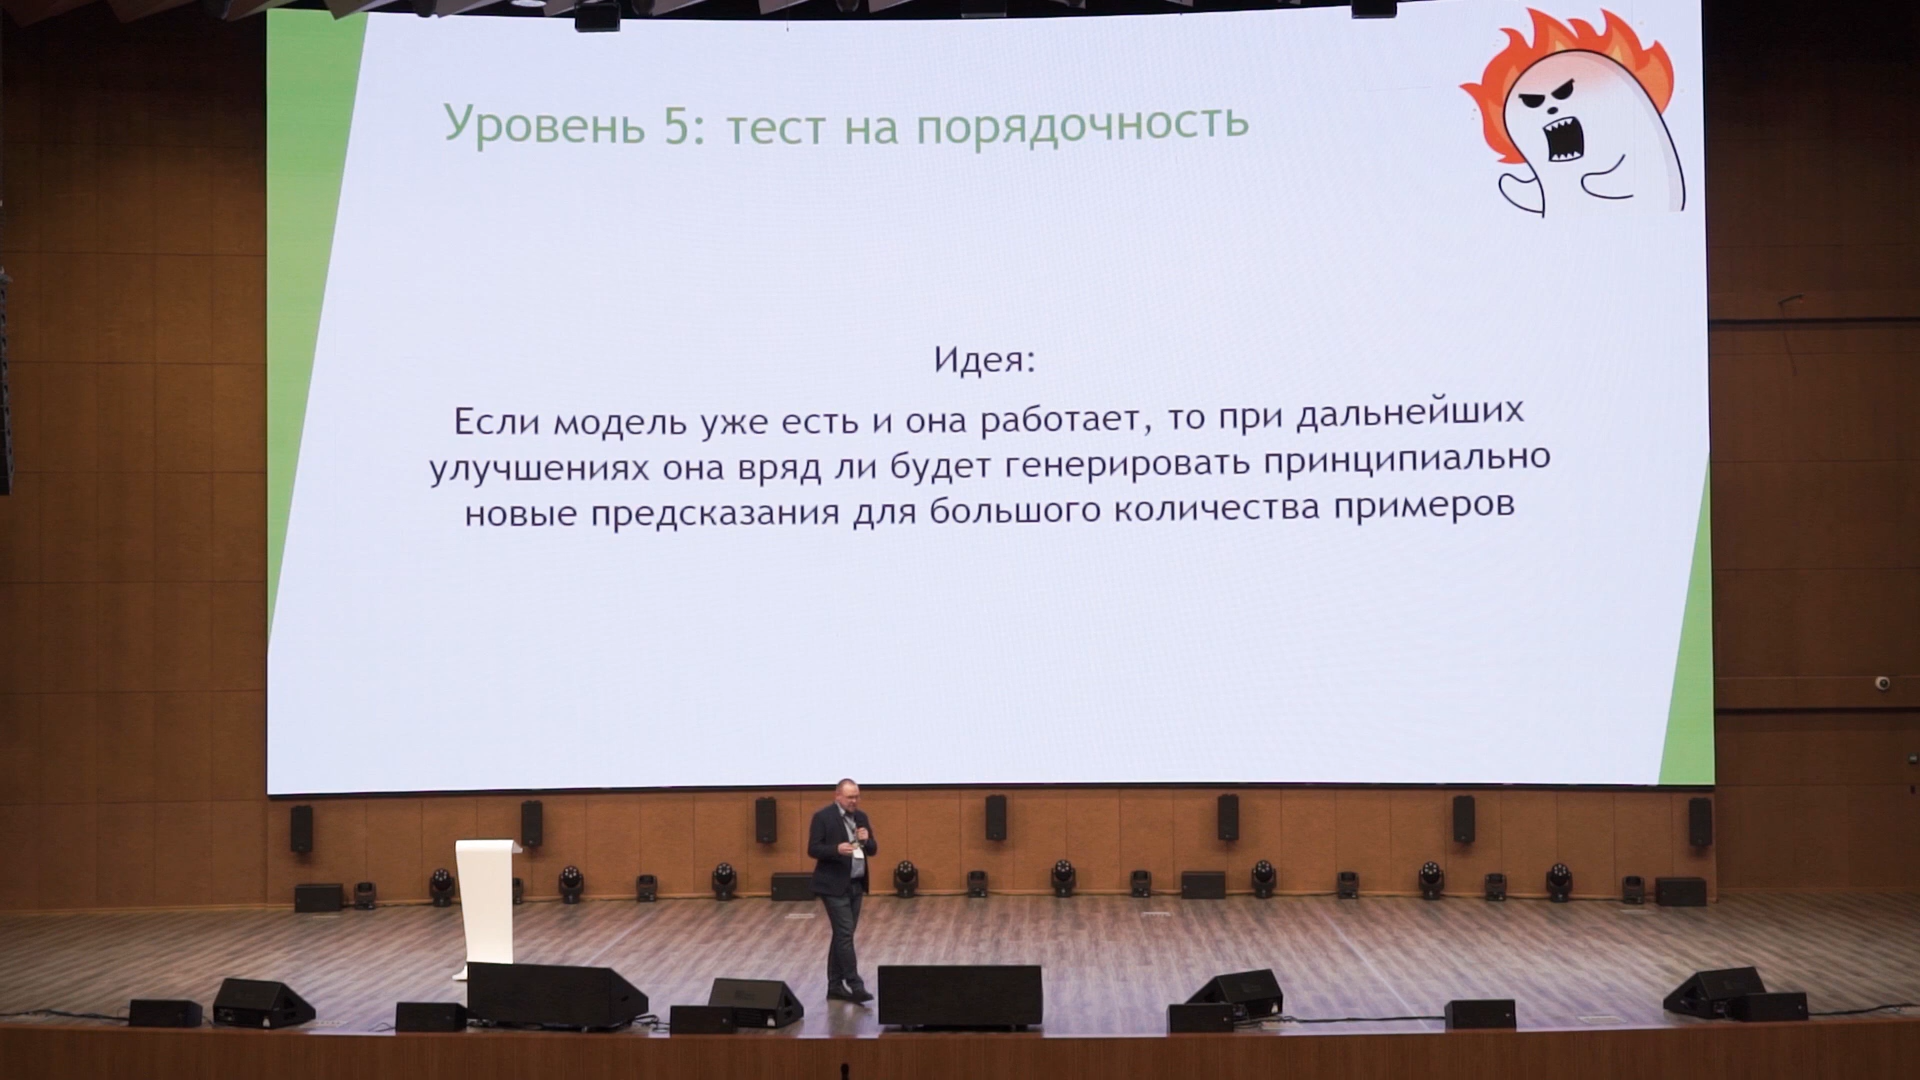 Уровень 5: тест на порядочность
Идея:
Если модель уже есть и она работает, то при дальнейших
улучшениях она вряд ли будет генерировать принципиально
новые предсказания для большого количества примеров